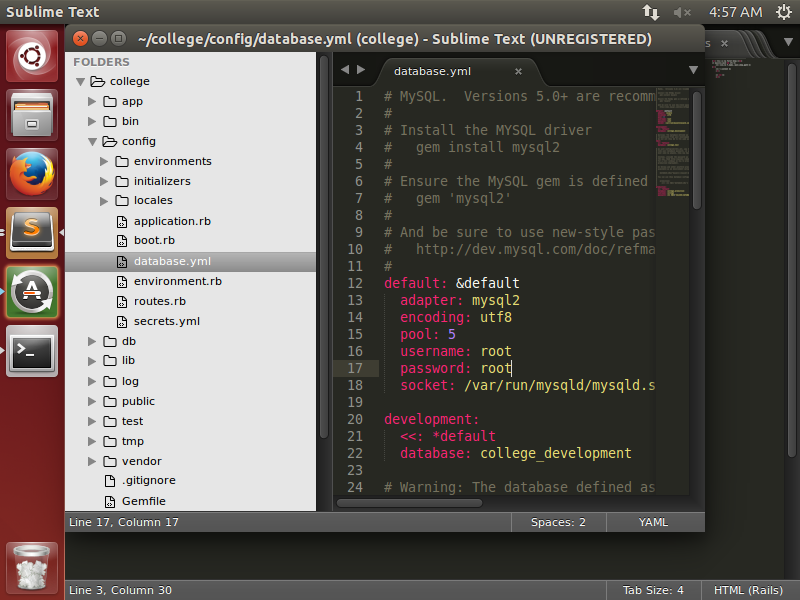 Sublime Text
4:57 AM
~/college/config/database.yml (college) - Sublime Text (UNREGISTERED)
FOLDERS
college
app
bin
config
environments
initializers
locales
application.rb
boot.rb
database.yml
environment.rb
routes.rb
secrets.yml
db
lib
log
public
test
tmp
vendor
.gitignore
Gemfile
database.yml
1 # MySQL.  Versions 5.0+ are recomm
2 #
3 # Install the MYSQL driver
4 #   gem install mysql2
5 #
6 # Ensure the MySQL gem is defined
7 #   gem 'mysql2'
8 #
9 # And be sure to use new-style pas
10 #   http://dev.mysql.com/doc/refma
11 #
12 default: &default
13   adapter: mysql2
14   encoding: utf8
15   pool: 5
16   username: root
17   password: root
18   socket: /var/run/mysqld/mysqld.s
19
20 development:
21   <<: *default
22   database: college_development
23
24 # Warning: The database defined as
Line 17, Column 17
Spaces: 2
YAML
Line 3, Column 30
Tab Size: 4
HTML (Rails)